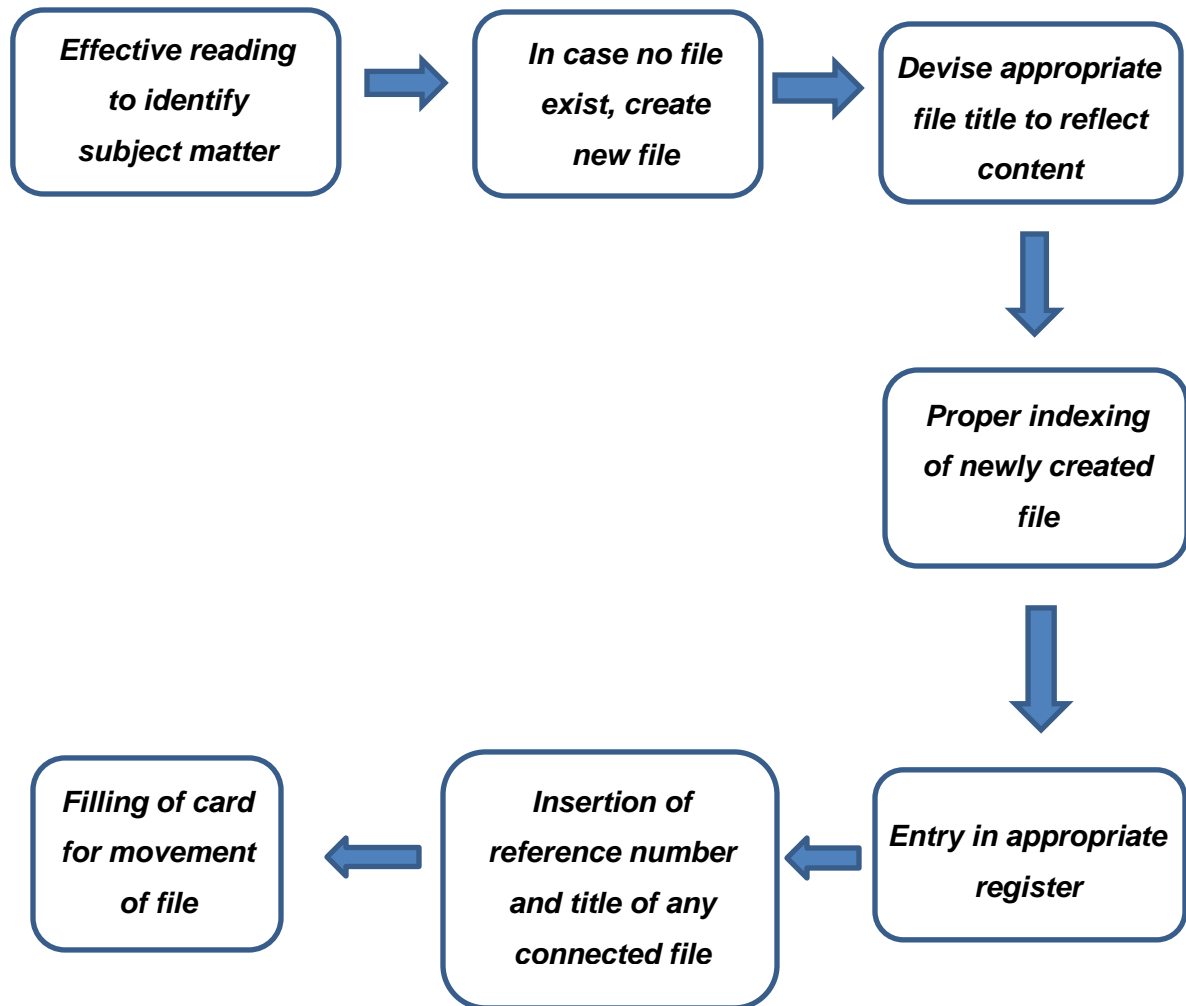 Effective reading
to identify
subject matter
In case no file
exist, create
new file
Devise appropriate
file title to reflect
content
Proper indexing
of newly created
file
Entry in appropriate
register
Insertion of
reference number
and title of any
connected file
Filling of card
for movement
of file